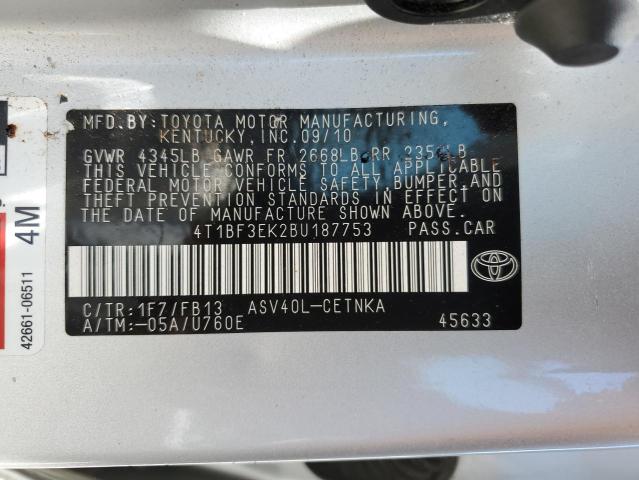 MFD. BY:TOYOTA MOTOR MANUFACTURING,
KENTUCKY,INC.09/10
GVWR 4345LB GAWR FR 2668LB RR
THIS VEHICLE CONFORMS TO ALL APPLICABLE
FEDERAL MOTOR VEHICLE SAFETY,BUMPER,AND
THEFT PREVENTION STANDARDS IN EFFECT ON
THE DATE OF MANUFACTURE SHOWN ABOVE.
4T1BF3EK2BU187753 PASS.CAR
C/TR:1F7/FB13 ASV40L-CETNKA
A/TM:-05A/U760E 45633
4M
42661-06511